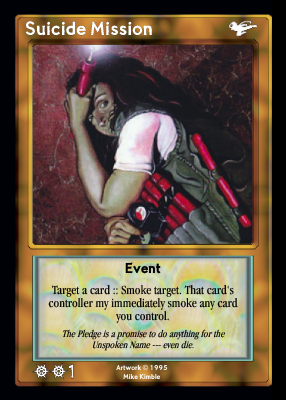 Suicide Mission
Event
Target a card :: Smoke target. That card's
controller my immediately smoke any card
you control.
The Pledge is a promise to do anything for the
Unspoken Name --- even die.
1
Artwork © 1995
Mike Kimble